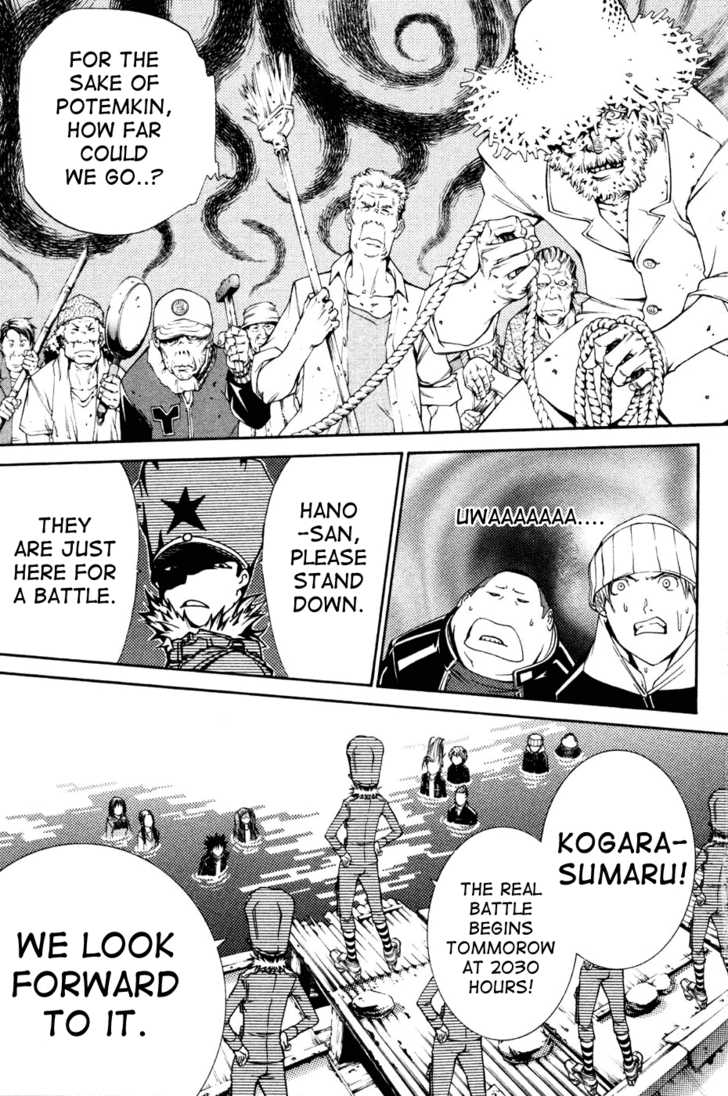 FOR THE
SAKE OF
POTEMKIN,
HOW FAR
COULD
WE GO..?
Y
UWAAAAAAA....
HANO
-SAN,
PLEASE
STAND
DOWN.
THEY
ARE JUST
HERE FOR
A BATTLE.
KOGARA-
SUMARU!
THE REAL
BATTLE
BEGINS
TOMMOROW
AT 2030
HOURS!
WE LOOK
FORWARD
TO IT.